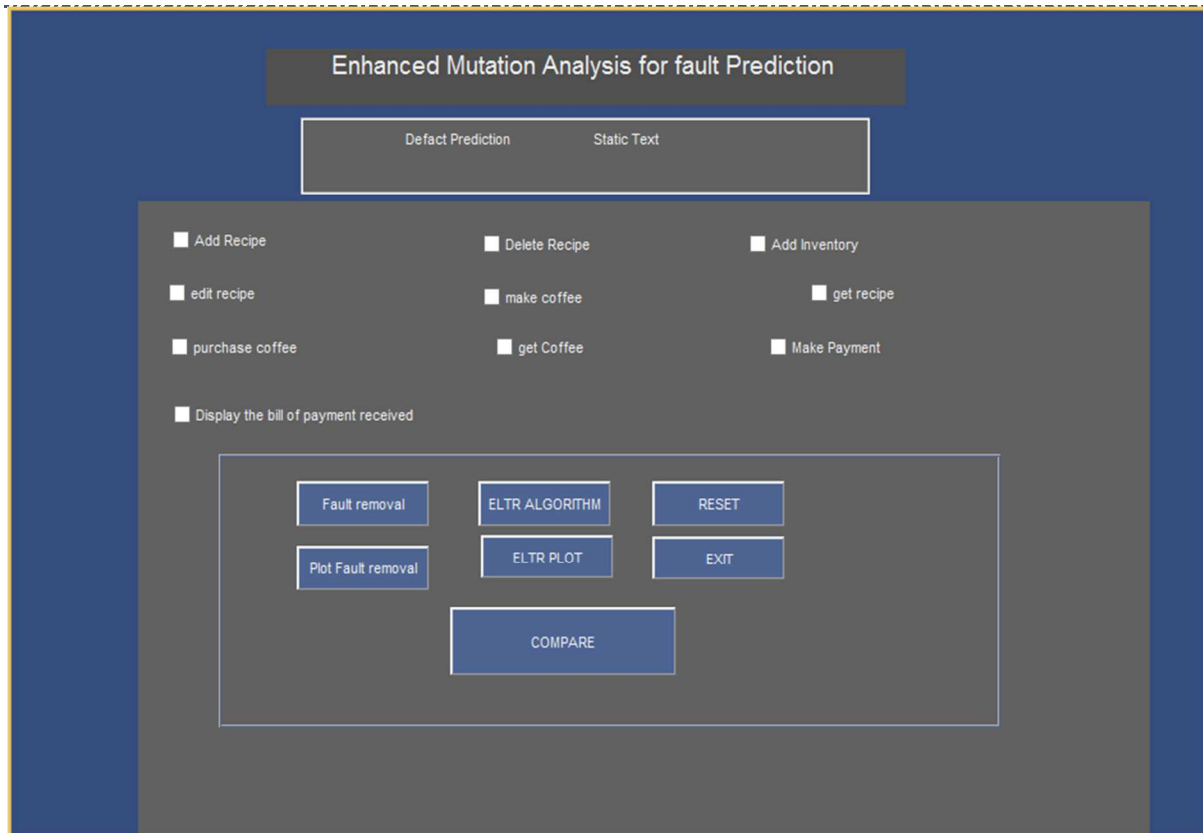 Enhanced Mutation Analysis for fault Prediction
Defact Prediction Static Text
Add Recipe Delete Recipe Add Inventory
edit recipe make coffee get recipe
purchase coffee get Coffee Make Payment
Display the bill of payment received
Fault removal ELTR ALGORITHM RESET
Plot Fault removal ELTR PLOT EXIT
COMPARE